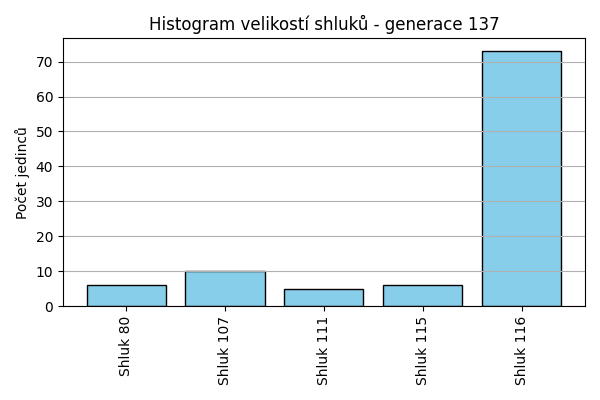 Histogram velikostí shluků - generace 137
Počet jedinců
70
60
50
40
30
20
10
0
Shluk 80
Shluk 107
Shluk 111
Shluk 115
Shluk 116